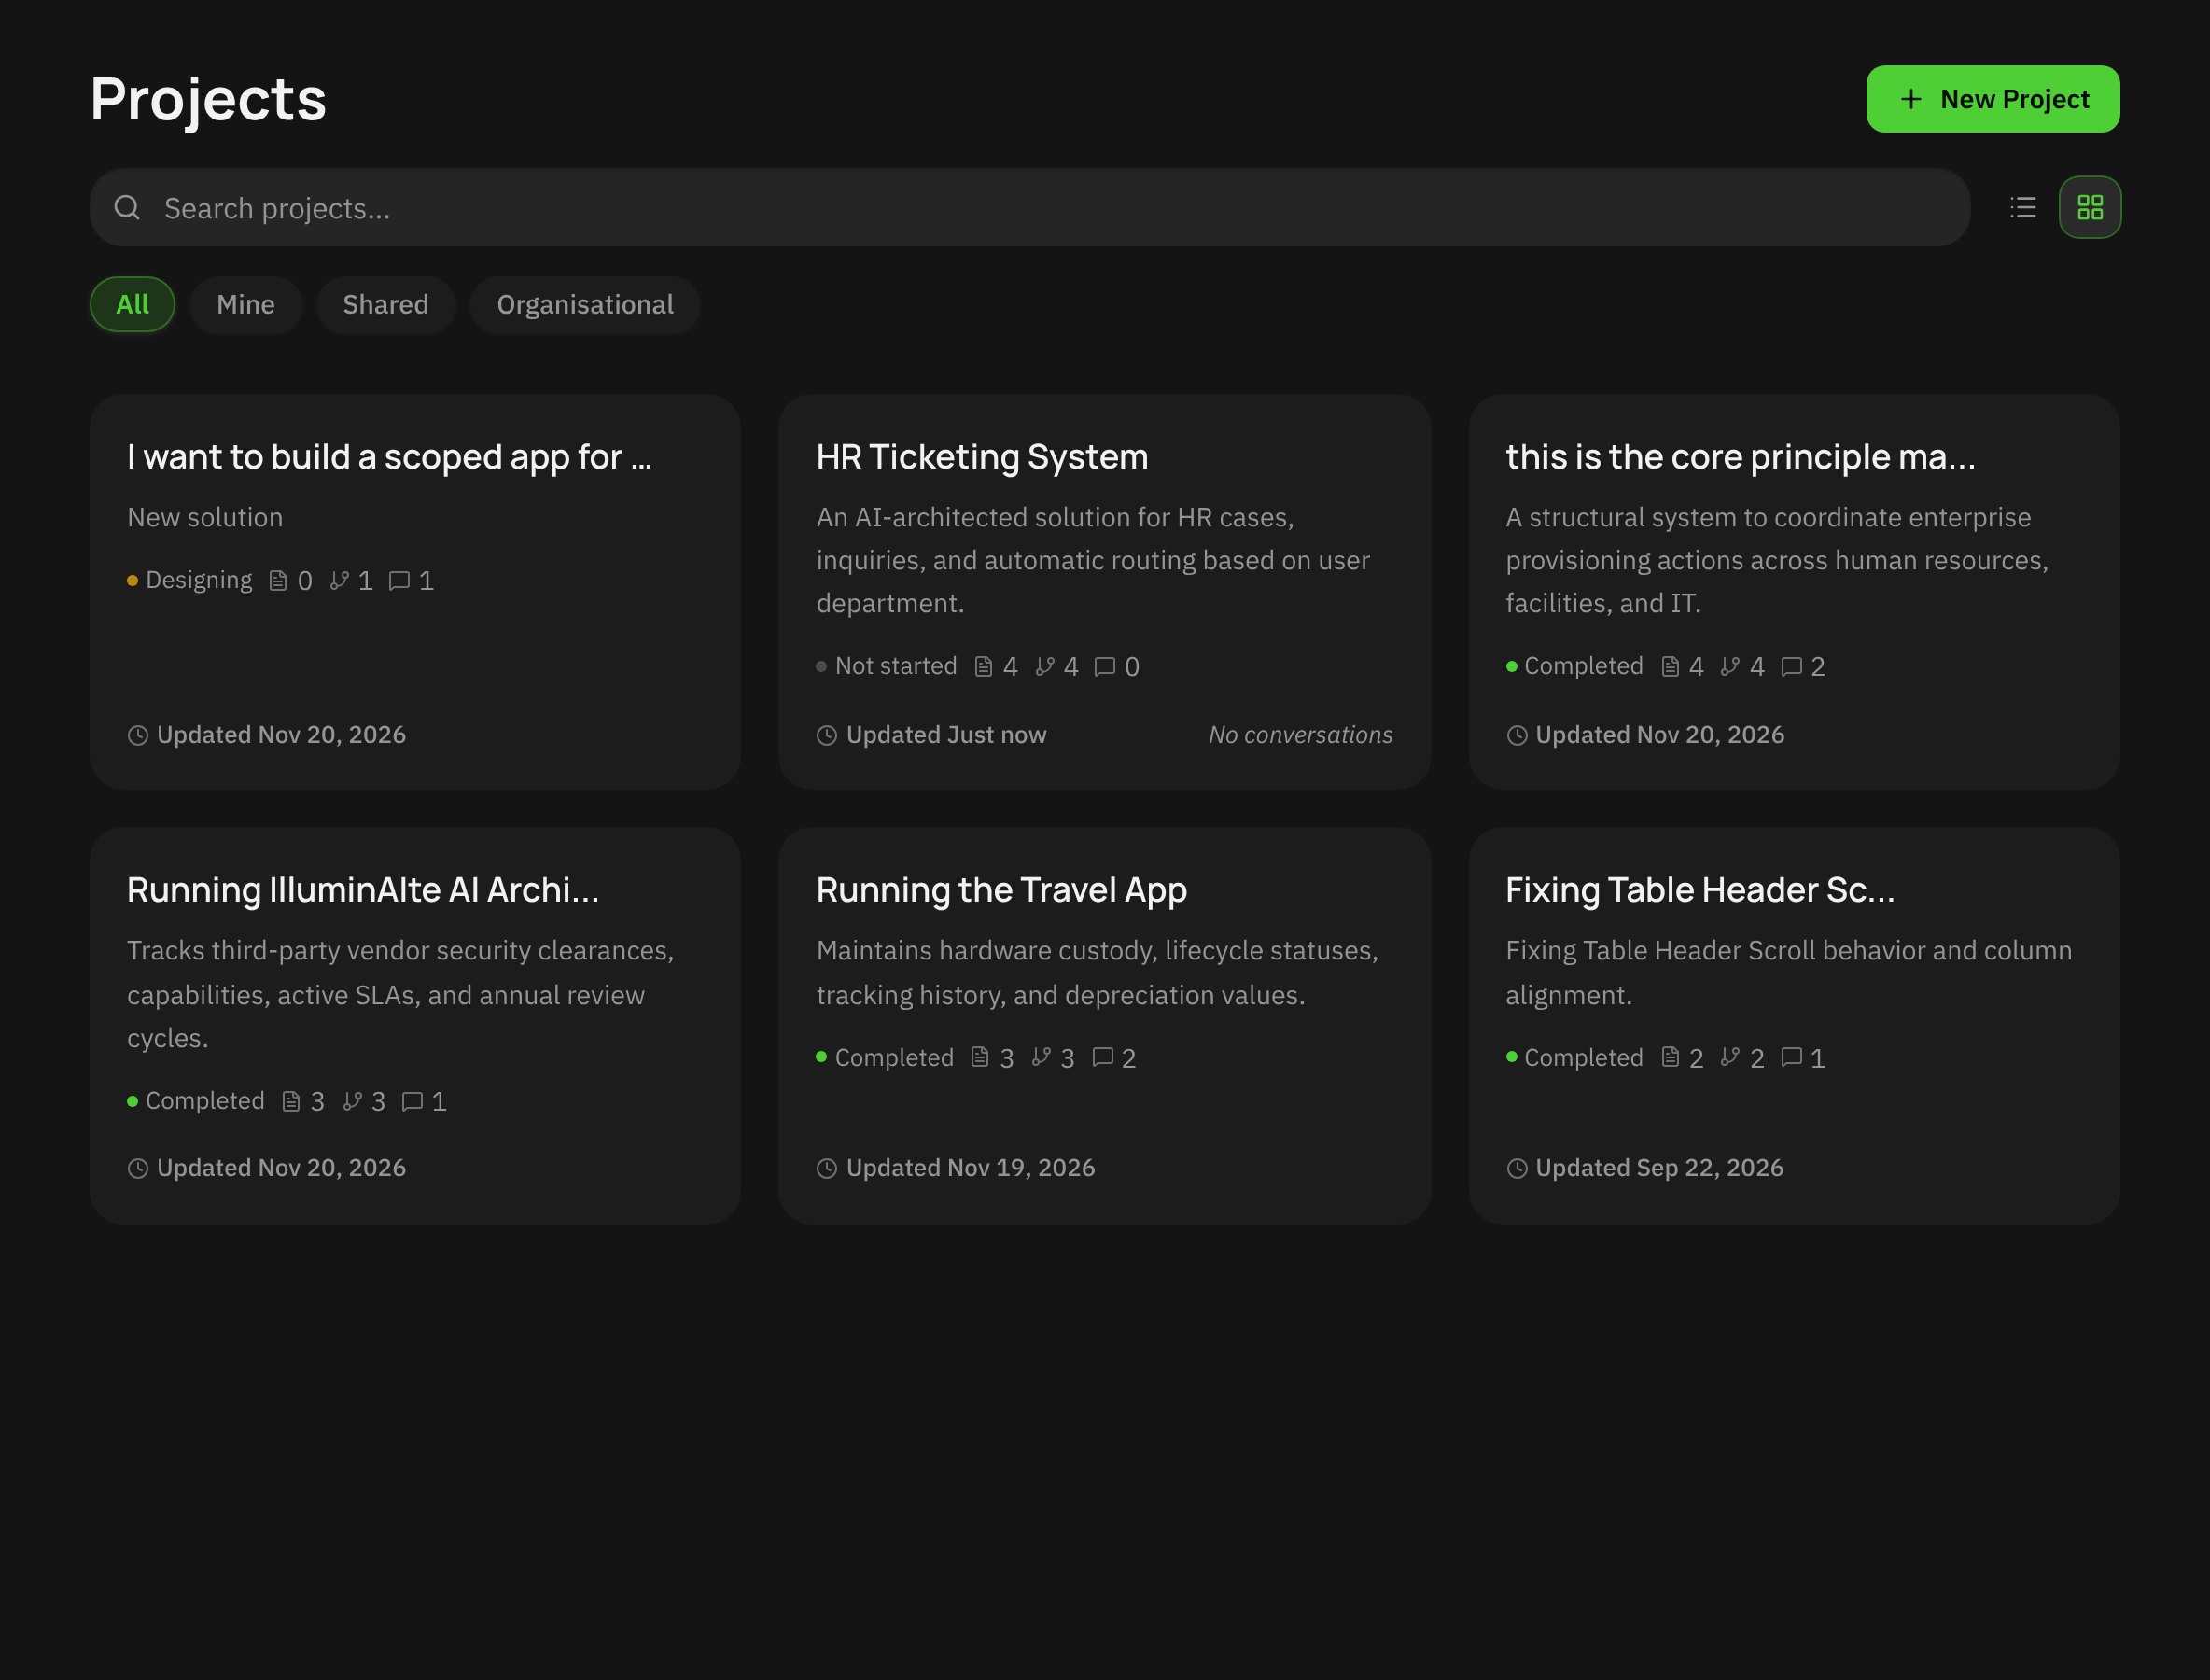 Projects
New Project
Search projects...
All Mine Shared Organisational
I want to build a scoped app for ...
New solution
Designing 0 1 1
Updated Nov 20, 2026
HR Ticketing System
An AI-architected solution for HR cases,
inquiries, and automatic routing based on user
department.
Not started 4 4 0
Updated Just now No conversations
this is the core principle ma...
A structural system to coordinate enterprise
provisioning actions across human resources,
facilities, and IT.
Completed 4 4 2
Updated Nov 20, 2026
Running IlluminAIte AI Archi...
Tracks third-party vendor security clearances,
capabilities, active SLAs, and annual review
cycles.
Completed 3 3 1
Updated Nov 20, 2026
Running the Travel App
Maintains hardware custody, lifecycle statuses,
tracking history, and depreciation values.
Completed 3 3 2
Updated Nov 19, 2026
Fixing Table Header Sc...
Fixing Table Header Scroll behavior and column
alignment.
Completed 2 2 1
Updated Sep 22, 2026